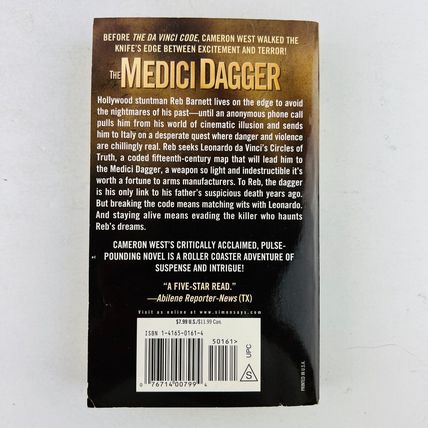 BEFORE THE DA VINCI CODE, CAMERON WEST WALKED THE
KNIFE'S EDGE BETWEEN EXCITEMENT AND TERROR!
THE MEDICI DAGGER
Hollywood stuntman Reb Barnett lives on the edge to avoid
the nightmares of his past—until an anonymous phone call
pulls him from his world of cinematic illusion and sends
him to Italy on a desperate quest where danger and violence
are chillingly real. Reb seeks Leonardo da Vinci's Circles of
Truth, a coded fifteenth-century map that will lead him to
the Medici Dagger, a weapon so light and indestructible it's
worth a fortune to arms manufacturers. To Reb, the dagger
is his only link to his father's suspicious death years ago.
But breaking the code means matching wits with Leonardo.
And staying alive means evading the killer who haunts
Reb's dreams.
CAMERON WEST'S CRITICALLY ACCLAIMED, PULSE-
POUNDING NOVEL IS A ROLLER COASTER ADVENTURE OF
SUSPENSE AND INTRIGUE!
"A FIVE-STAR READ."
—Abilene Reporter-News (TX)
Visit us online at www.simonsays.com
$7.99 U.S./$11.99 Can.
ISBN 1-4165-0161-4
50161>
0 76714 00799 4
S UPC
PRINTED IN U.S.A.